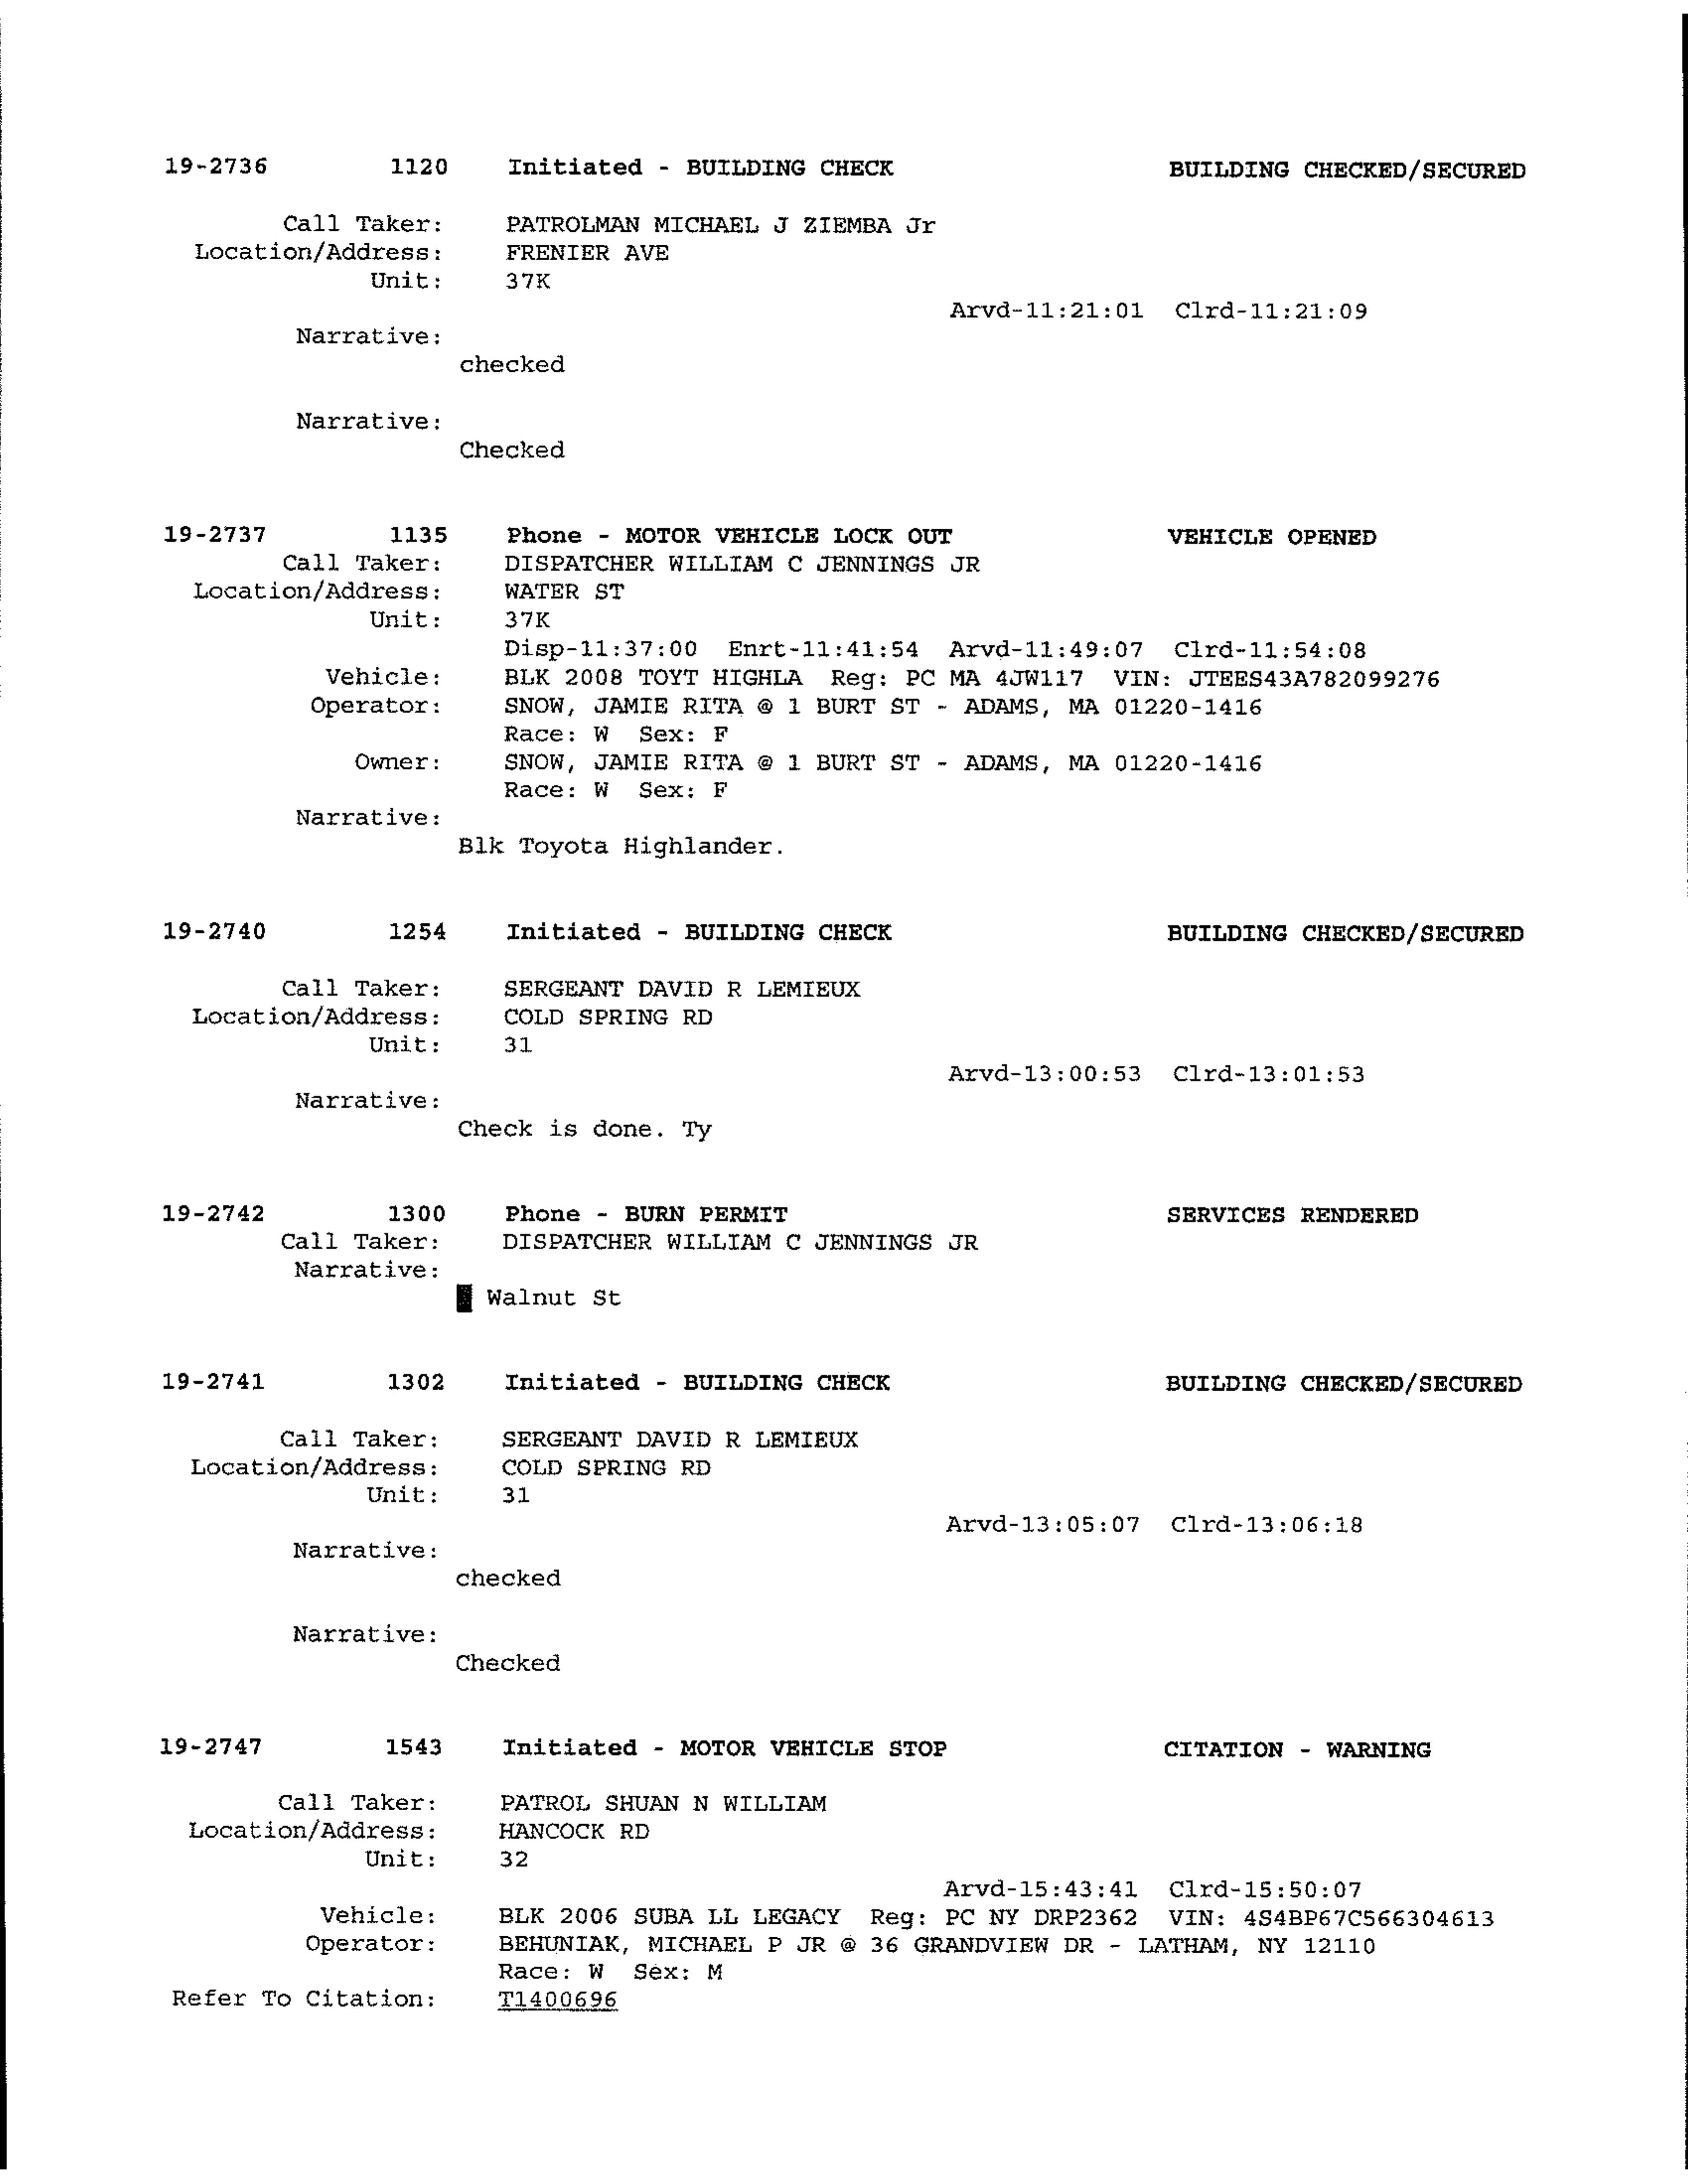 19-2736 1120 Initiated - BUILDING CHECK BUILDING CHECKED/SECURED
Call Taker: PATROLMAN MICHAEL J ZIEMBA Jr
Location/Address: FRENIER AVE
Unit: 37K
Arvd-11:21:01 Clrd-11:21:09
Narrative:
checked
Narrative:
Checked
19-2737 1135 Phone - MOTOR VEHICLE LOCK OUT VEHICLE OPENED
Call Taker: DISPATCHER WILLIAM C JENNINGS JR
Location/Address: WATER ST
Unit: 37K
Disp-11:37:00 Enrt-11:41:54 Arvd-11:49:07 Clrd-11:54:08
Vehicle: BLK 2008 TOYT HIGHLA Reg: PC MA 4JW117 VIN: JTEES43A782099276
Operator: SNOW, JAMIE RITA @ 1 BURT ST - ADAMS, MA 01220-1416
Race: W Sex: F
Owner: SNOW, JAMIE RITA @ 1 BURT ST - ADAMS, MA 01220-1416
Race: W Sex: F
Narrative:
Blk Toyota Highlander.
19-2740 1254 Initiated - BUILDING CHECK BUILDING CHECKED/SECURED
Call Taker: SERGEANT DAVID R LEMIEUX
Location/Address: COLD SPRING RD
Unit: 31
Arvd-13:00:53 Clrd-13:01:53
Narrative:
Check is done. Ty
19-2742 1300 Phone - BURN PERMIT SERVICES RENDERED
Call Taker: DISPATCHER WILLIAM C JENNINGS JR
Narrative:
Walnut St
19-2741 1302 Initiated - BUILDING CHECK BUILDING CHECKED/SECURED
Call Taker: SERGEANT DAVID R LEMIEUX
Location/Address: COLD SPRING RD
Unit: 31
Arvd-13:05:07 Clrd-13:06:18
Narrative:
checked
Narrative:
Checked
19-2747 1543 Initiated - MOTOR VEHICLE STOP CITATION - WARNING
Call Taker: PATROL SHUAN N WILLIAM
Location/Address: HANCOCK RD
Unit: 32
Arvd-15:43:41 Clrd-15:50:07
Vehicle: BLK 2006 SUBA LL LEGACY Reg: PC NY DRP2362 VIN: 4S4BP67C566304613
Operator: BEHUNIAK, MICHAEL P JR @ 36 GRANDVIEW DR - LATHAM, NY 12110
Race: W Sex: M
Refer To Citation: T1400696